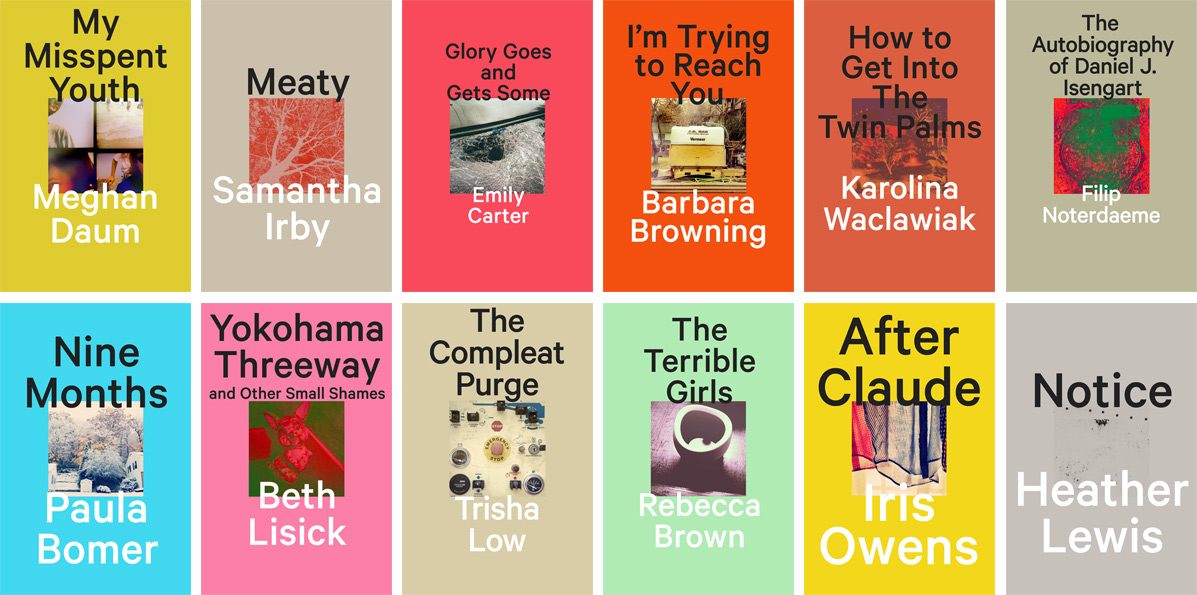 My
Misspent
Youth
Meghan
Daum
Meaty
Samantha
Irby
Glory Goes
and
Gets Some
Emily
Carter
I'm Trying
to Reach
You
Barbara
Browning
How to
Get Into
The
Twin Palms
Karolina
Waclawiak
The
Autobiography
of Daniel J.
Isengart
Filip
Noterdaeme
Nine
Months
Paula
Bomer
Yokohama
Threeway
and Other Small Shames
Beth
Lisick
The
Compleat
Purge
STOP
EMERGENCY
STOP
Trisha
Low
The
Terrible
Girls
Rebecca
Brown
After
Claude
Iris
Owens
Notice
Heather
Lewis